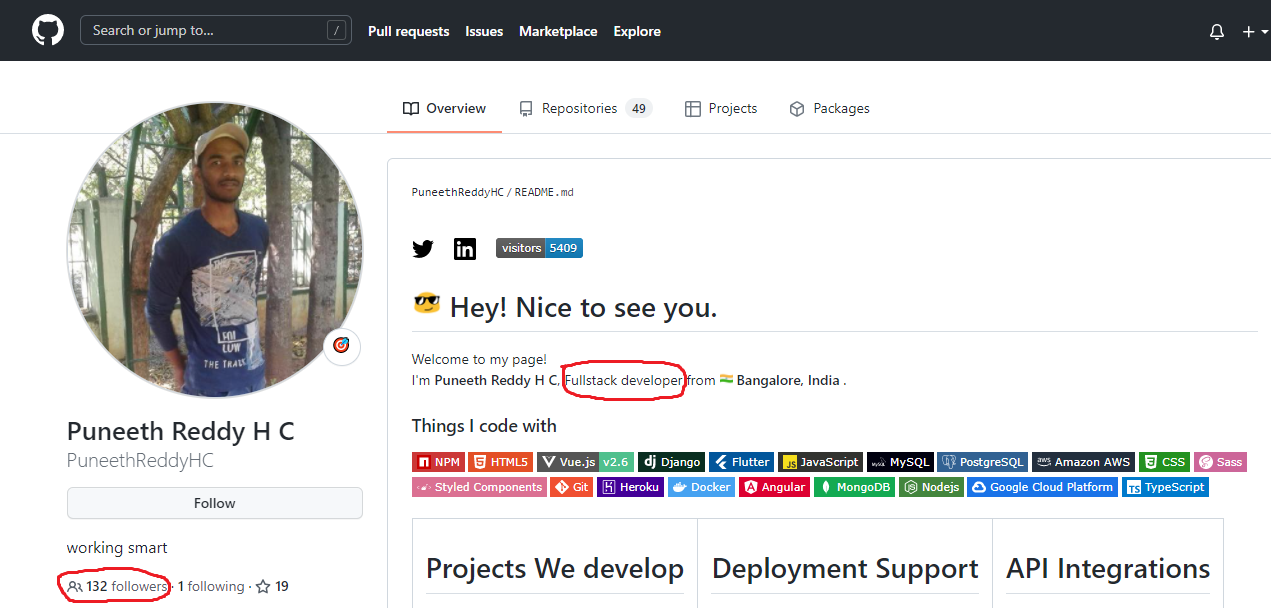 Search or jump to... /
Pull requests Issues Marketplace Explore
Overview Repositories 49 Projects Packages
PuneethReddyHC / README.md
visitors 5409
Hey! Nice to see you.
Welcome to my page!
I'm Puneeth Reddy H C, Fullstack developer from Bangalore, India .
Things I code with
NPM HTML5 Vue.js v2.6 Django Flutter JavaScript MySQL PostgreSQL Amazon AWS CSS Sass
Styled Components Git Heroku Docker Angular MongoDB Nodejs Google Cloud Platform TypeScript
Projects We develop Deployment Support API Integrations
Puneeth Reddy H C
PuneethReddyHC
Follow
working smart
132 followers · 1 following · 19